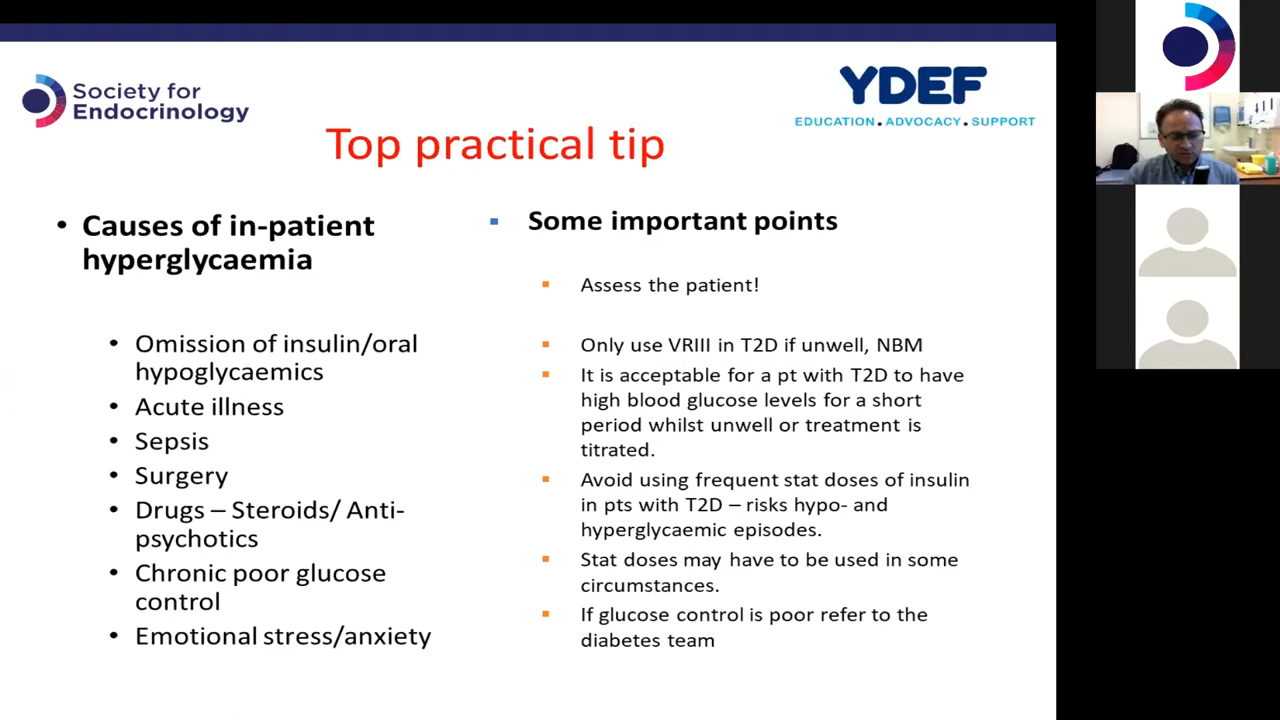 Society for
Endocrinology
YDEF
EDUCATION . ADVOCACY . SUPPORT
Top practical tip
• Causes of in-patient
hyperglycaemia
• Omission of insulin/oral
hypoglycaemics
• Acute illness
• Sepsis
• Surgery
• Drugs – Steroids/ Anti-
psychotics
• Chronic poor glucose
control
• Emotional stress/anxiety
▪ Some important points
▪ Assess the patient!
▪ Only use VRIII in T2D if unwell, NBM
▪ It is acceptable for a pt with T2D to have
high blood glucose levels for a short
period whilst unwell or treatment is
titrated.
▪ Avoid using frequent stat doses of insulin
in pts with T2D – risks hypo- and
hyperglycaemic episodes.
▪ Stat doses may have to be used in some
circumstances.
▪ If glucose control is poor refer to the
diabetes team